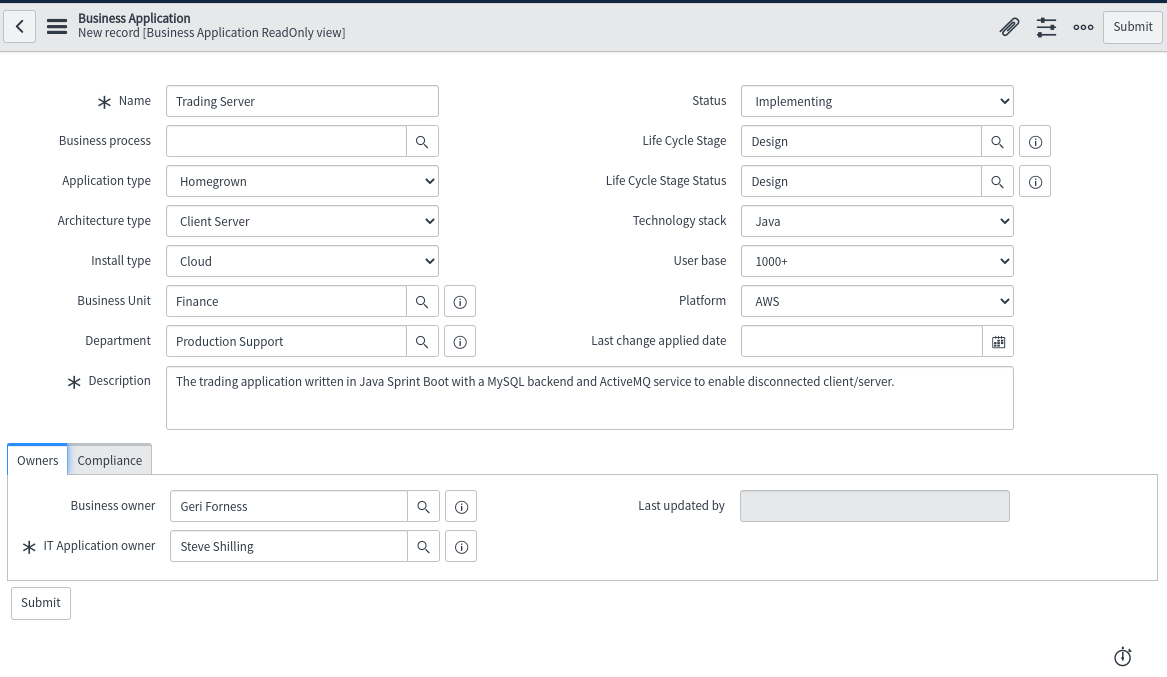 Business Application
New record [Business Application ReadOnly view]
Submit
Name Trading Server
Status Implementing
Business process
Life Cycle Stage Design
Application type Homegrown
Life Cycle Stage Status Design
Architecture type Client Server
Technology stack Java
Install type Cloud
User base 1000+
Business Unit Finance
Platform AWS
Department Production Support
Last change applied date
Description The trading application written in Java Sprint Boot with a MySQL backend and ActiveMQ service to enable disconnected client/server.
Owners Compliance
Business owner Geri Forness
Last updated by
IT Application owner Steve Shilling
Submit